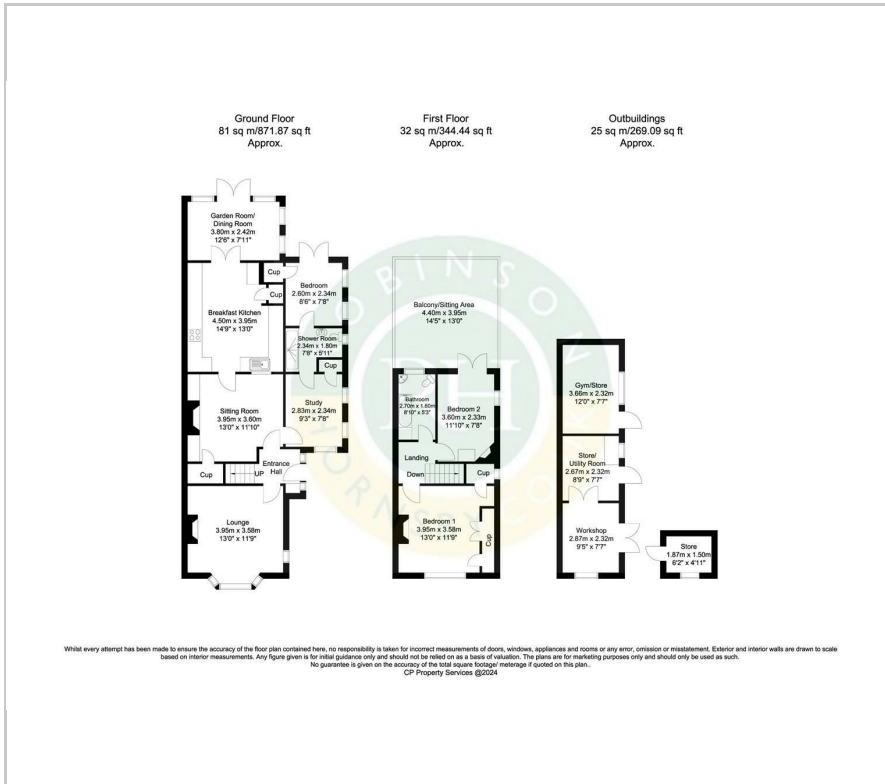 Ground Floor
81 sq m/871.87 sq ft
Approx.
First Floor
32 sq m/344.44 sq ft
Approx.
Outbuildings
25 sq m/269.09 sq ft
Approx.
Garden Room/
Dining Room
3.80m x 2.42m
12'6" x 7'11"
Cup
Cup
Bedroom
2.60m x 2.34m
8'6" x 7'8"
Breakfast Kitchen
4.50m x 3.95m
14'9" x 13'0"
Shower Room
2.34m x 1.80m
7'8" x 5'11"
Cup
Sitting Room
3.95m x 3.60m
13'0" x 11'10"
Study
2.83m x 2.34m
9'3" x 7'8"
Cup
UP
Entrance
Hall
Lounge
3.95m x 3.58m
13'0" x 11'9"
Balcony/Sitting Area
4.40m x 3.95m
14'5" x 13'0"
Bathroom
2.70m x 1.60m
8'10" x 5'3"
Bedroom 2
3.60m x 2.33m
11'10" x 7'8"
Landing
Down
Cup
Bedroom 1
3.95m x 3.58m
13'0" x 11'9"
Cup
Gym/Store
3.66m x 2.32m
12'0" x 7'7"
Store/
Utility Room
2.67m x 2.32m
8'9" x 7'7"
Workshop
2.87m x 2.32m
9'5" x 7'7"
Store
1.87m x 1.50m
6'2" x 4'11"
ROBINSON
HORNSBY
Whilst every attempt has been made to ensure the accuracy of the floor plan contained here, no responsibility is taken for incorrect measurements of doors, windows, appliances and rooms or any error, omission or misstatement. Exterior and interior walls are drawn to scale
based on interior measurements. Any figure given is for initial guidance only and should not be relied on as a basis of valuation. The plans are for marketing purposes only and should only be used as such.
No guarantee is given on the accuracy of the total square footage/ meterage if quoted on this plan..
CP Property Services @2024